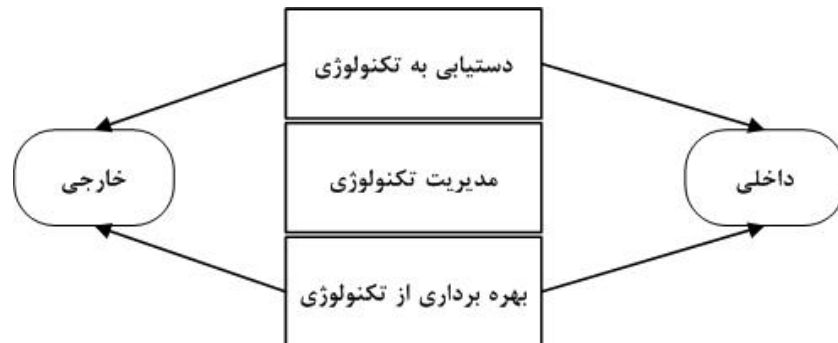 دستیابی به تکنولوژی
داخلی
مدیریت تکنولوژی
خارجی
بهره برداری از تکنولوژی